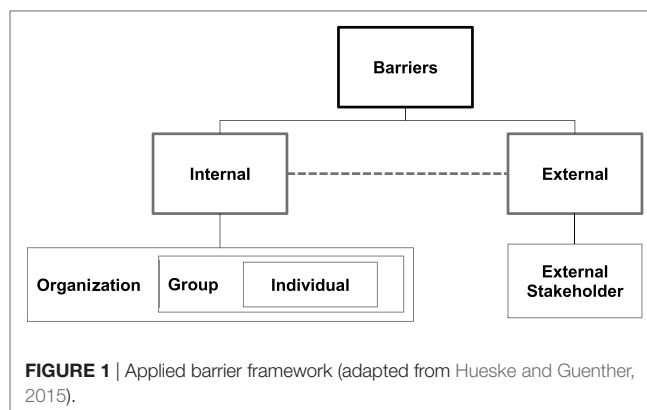 Barriers
Internal
External
Organization
Group
Individual
External
Stakeholder
FIGURE 1 | Applied barrier framework (adapted from Hueske and Guenther,
2015).